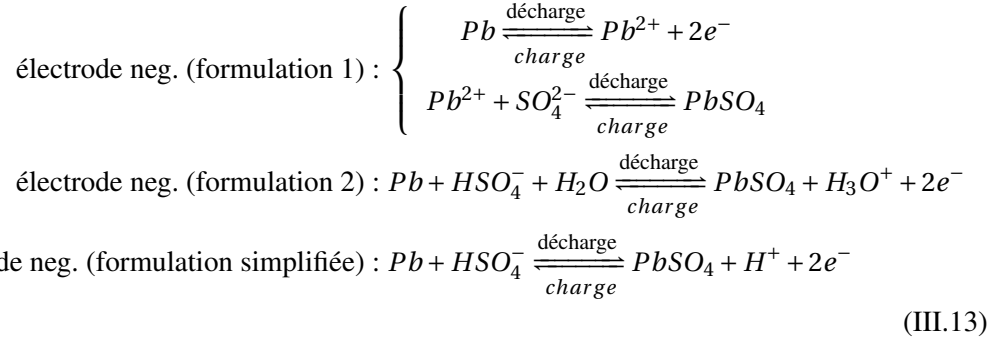 électrode neg. (formulation 1) : { Pb ⇌ Pb²⁺ + 2e⁻ (décharge / charge)
Pb²⁺ + SO₄²⁻ ⇌ PbSO₄ (décharge / charge)
électrode neg. (formulation 2) : Pb + HSO₄⁻ + H₂O ⇌ PbSO₄ + H₃O⁺ + 2e⁻ (décharge / charge)
de neg. (formulation simplifiée) : Pb + HSO₄⁻ ⇌ PbSO₄ + H⁺ + 2e⁻ (décharge / charge)
(III.13)